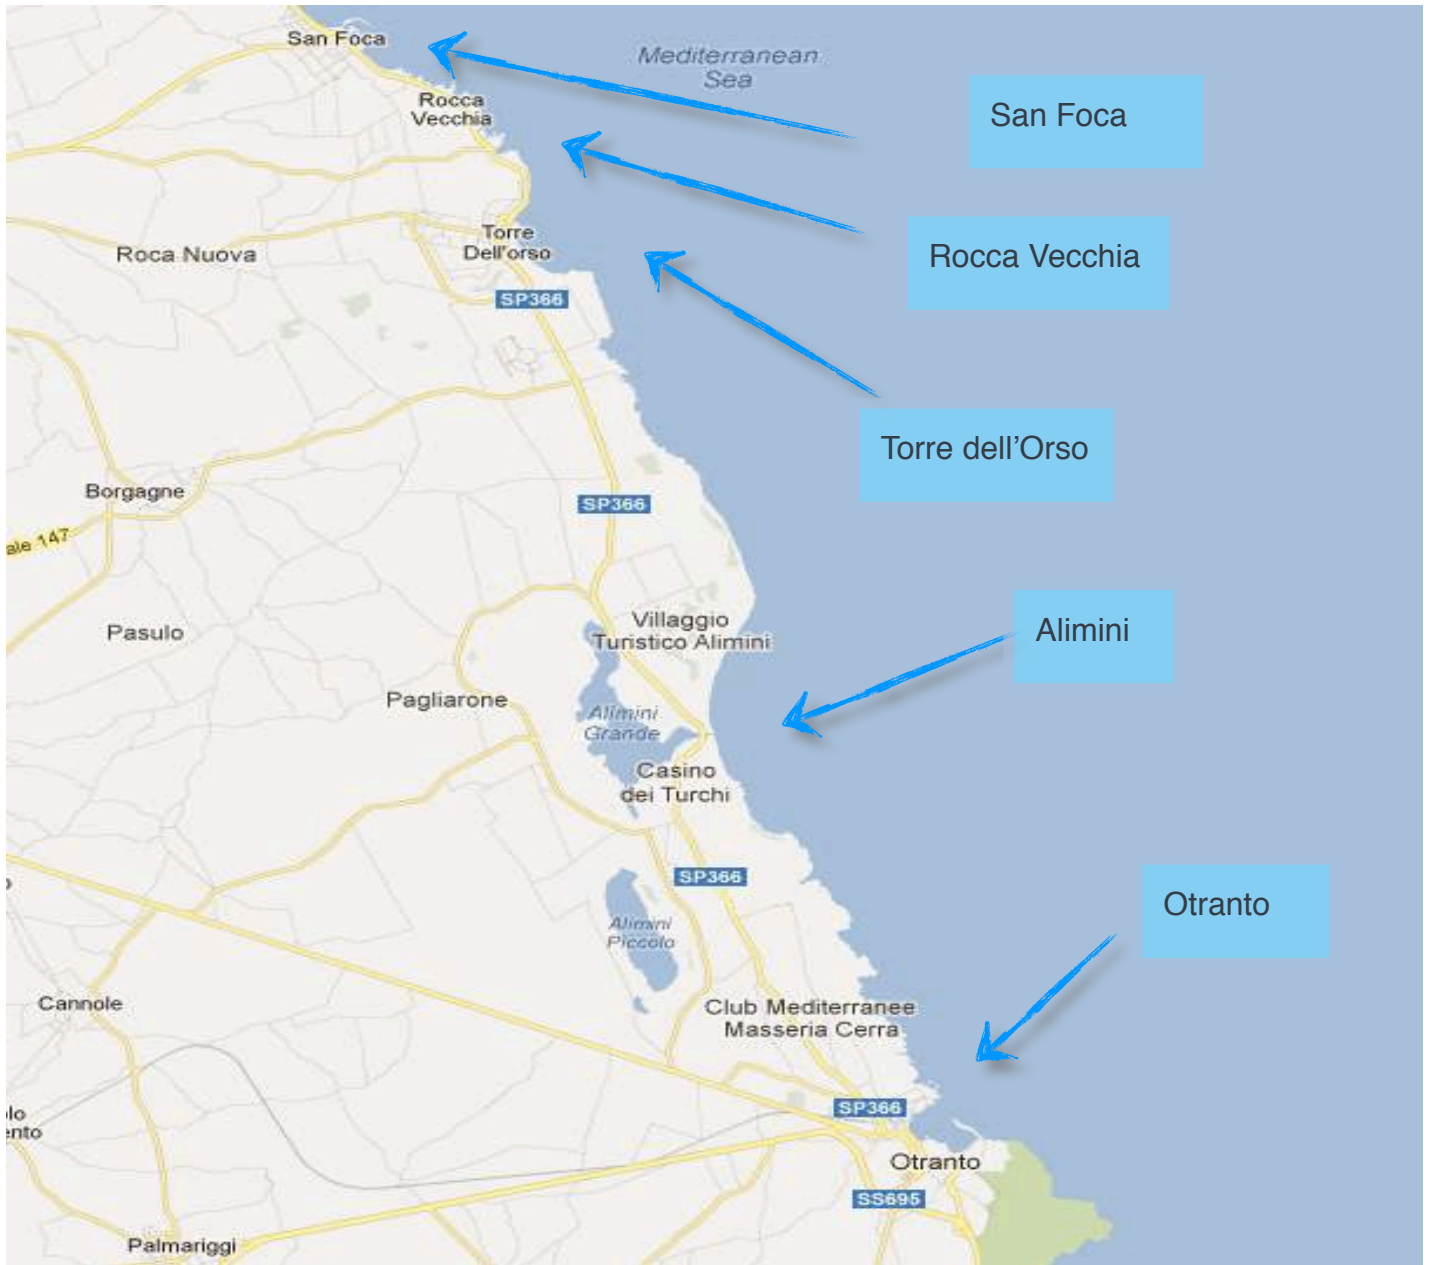 San Foca
Mediterranean
Sea
San Foca
Rocca
Vecchia
Rocca Vecchia
Torre
Dell'orso
Roca Nuova
SP366
Torre dell’Orso
Borgagne
SP366
ale 147
Villaggio
Turistico Alimini
Pasulo
Alimini
Pagliarone
Alimini
Grande
Casino
dei Turchi
SP366
Otranto
Alimini
Piccolo
Cannole
Club Mediterranee
Masseria Cerra
SP366
lo
ento
Otranto
SS695
Palmariggi